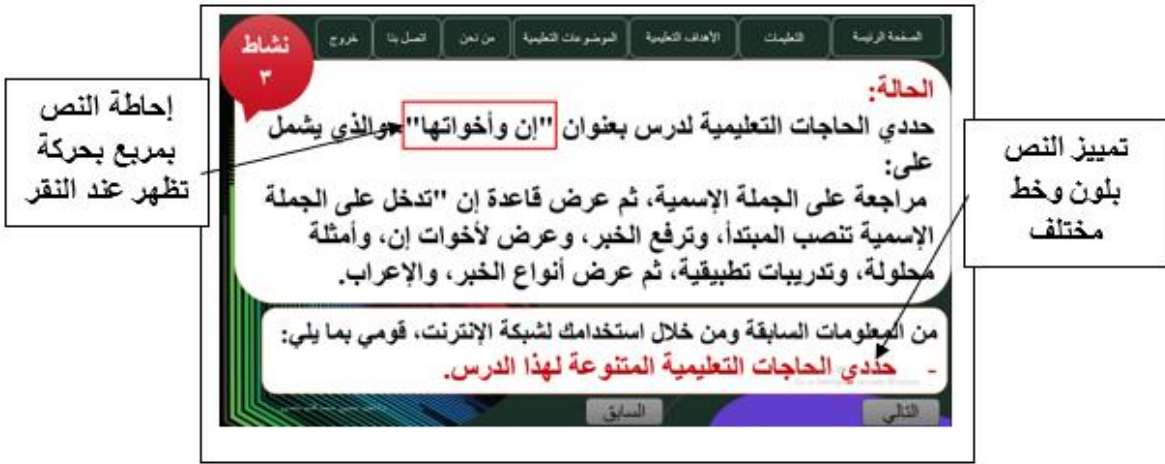 الصفحة الرئيسة
التعليمات
الأهداف التعليمية
الموضوعات التعليمية
من نحن
اتصل بنا
خروج
نشاط
٣
الحالة:
حددي الحاجات التعليمية لدرس بعنوان "إن وأخواتها" والذي يشمل
على:
مراجعة على الجملة الإسمية، ثم عرض قاعدة إن "تدخل على الجملة
الإسمية تنصب المبتدأ، وترفع الخبر، وعرض لأخوات إن، وأمثلة
محلولة، وتدريبات تطبيقية، ثم عرض أنواع الخبر، والإعراب.
من المعلومات السابقة ومن خلال استخدامك لشبكة الإنترنت، قومي بما يلي:
- حددي الحاجات التعليمية المتنوعة لهذا الدرس.
التالي
السابق
تمييز النص
بلون وخط
مختلف
إحاطة النص
بمربع بحركة
تظهر عند النقر